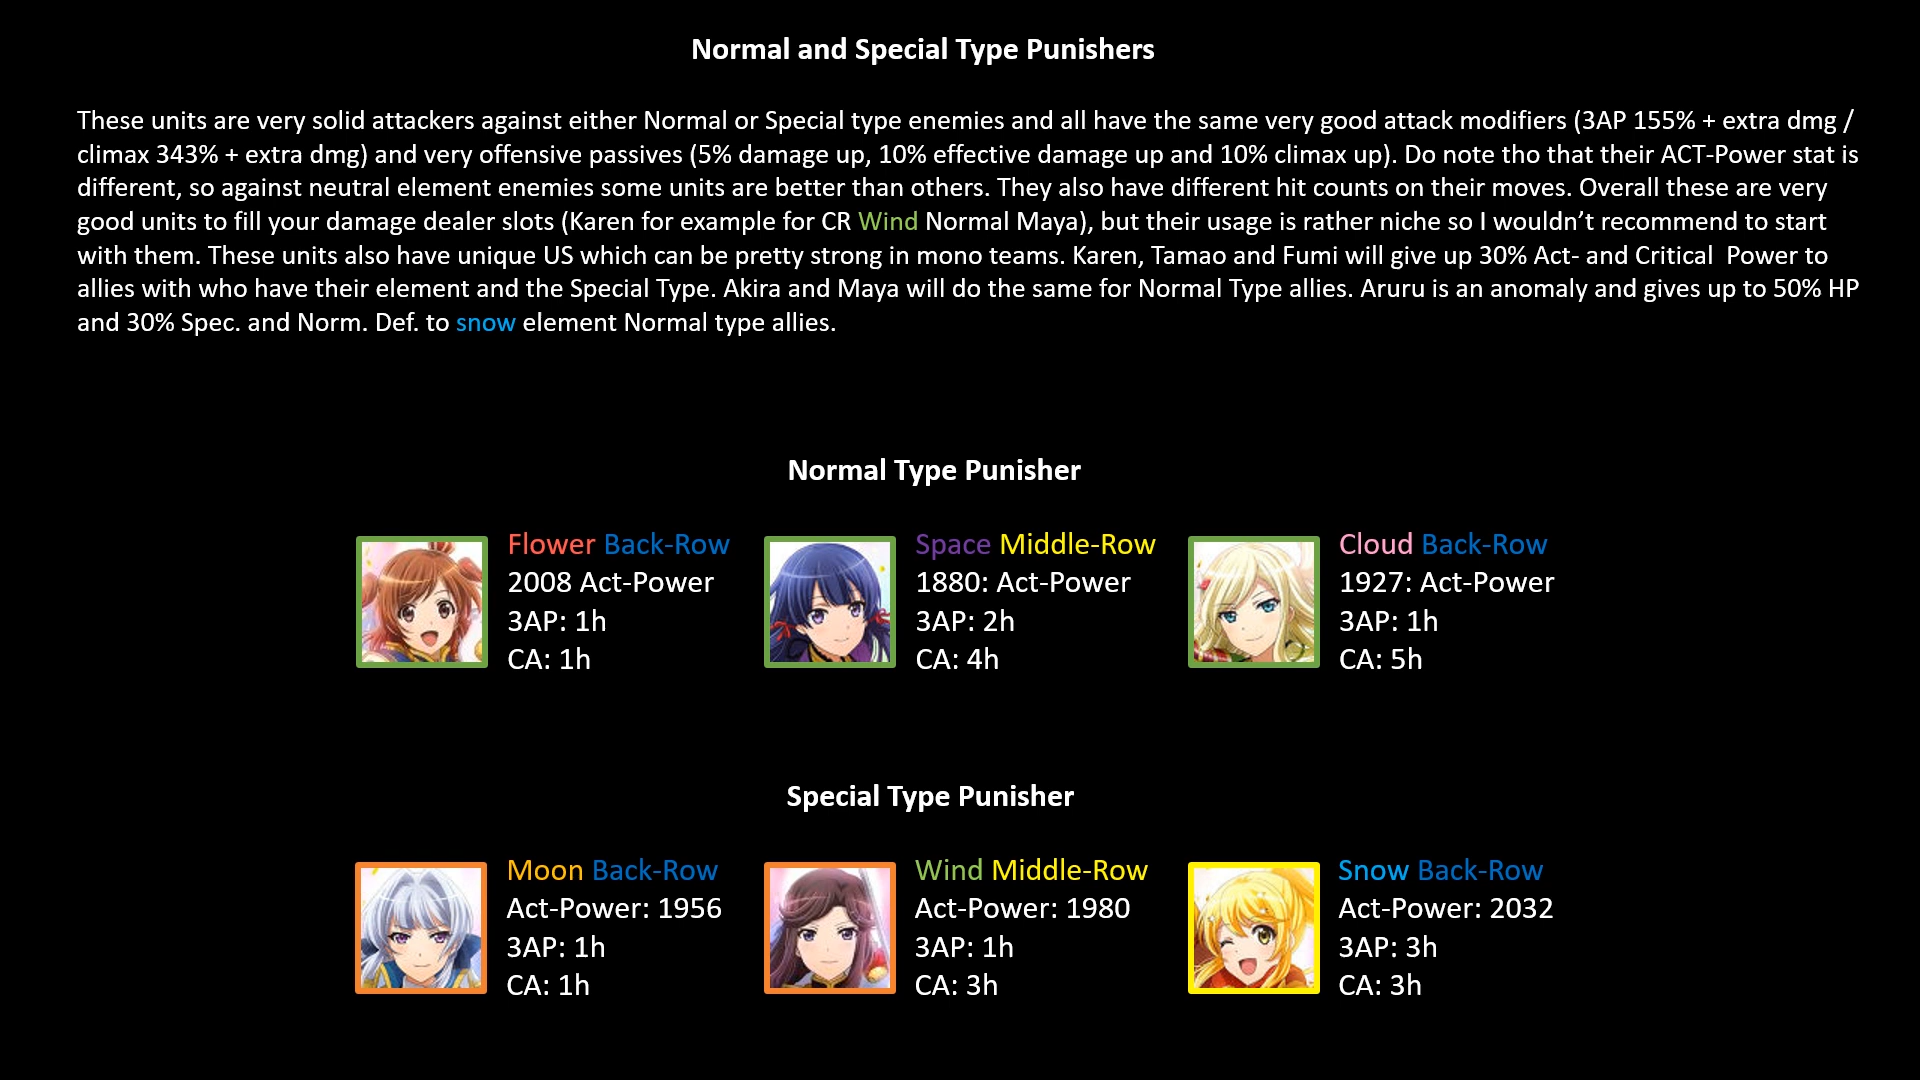 Normal and Special Type Punishers
These units are very solid attackers against either Normal or Special type enemies and all have the same very good attack modifiers (3AP 155% + extra dmg /
climax 343% + extra dmg) and very offensive passives (5% damage up, 10% effective damage up and 10% climax up). Do note tho that their ACT-Power stat is
different, so against neutral element enemies some units are better than others. They also have different hit counts on their moves. Overall these are very
good units to fill your damage dealer slots (Karen for example for CR Wind Normal Maya), but their usage is rather niche so I wouldn’t recommend to start
with them. These units also have unique US which can be pretty strong in mono teams. Karen, Tamao and Fumi will give up 30% Act- and Critical  Power to
allies with who have their element and the Special Type. Akira and Maya will do the same for Normal Type allies. Aruru is an anomaly and gives up to 50% HP
and 30% Spec. and Norm. Def. to snow element Normal type allies.
Normal Type Punisher
Flower Back-Row
2008 Act-Power
3AP: 1h
CA: 1h
Space Middle-Row
1880: Act-Power
3AP: 2h
CA: 4h
Cloud Back-Row
1927: Act-Power
3AP: 1h
CA: 5h
Special Type Punisher
Moon Back-Row
Act-Power: 1956
3AP: 1h
CA: 1h
Wind Middle-Row
Act-Power: 1980
3AP: 1h
CA: 3h
Snow Back-Row
Act-Power: 2032
3AP: 3h
CA: 3h